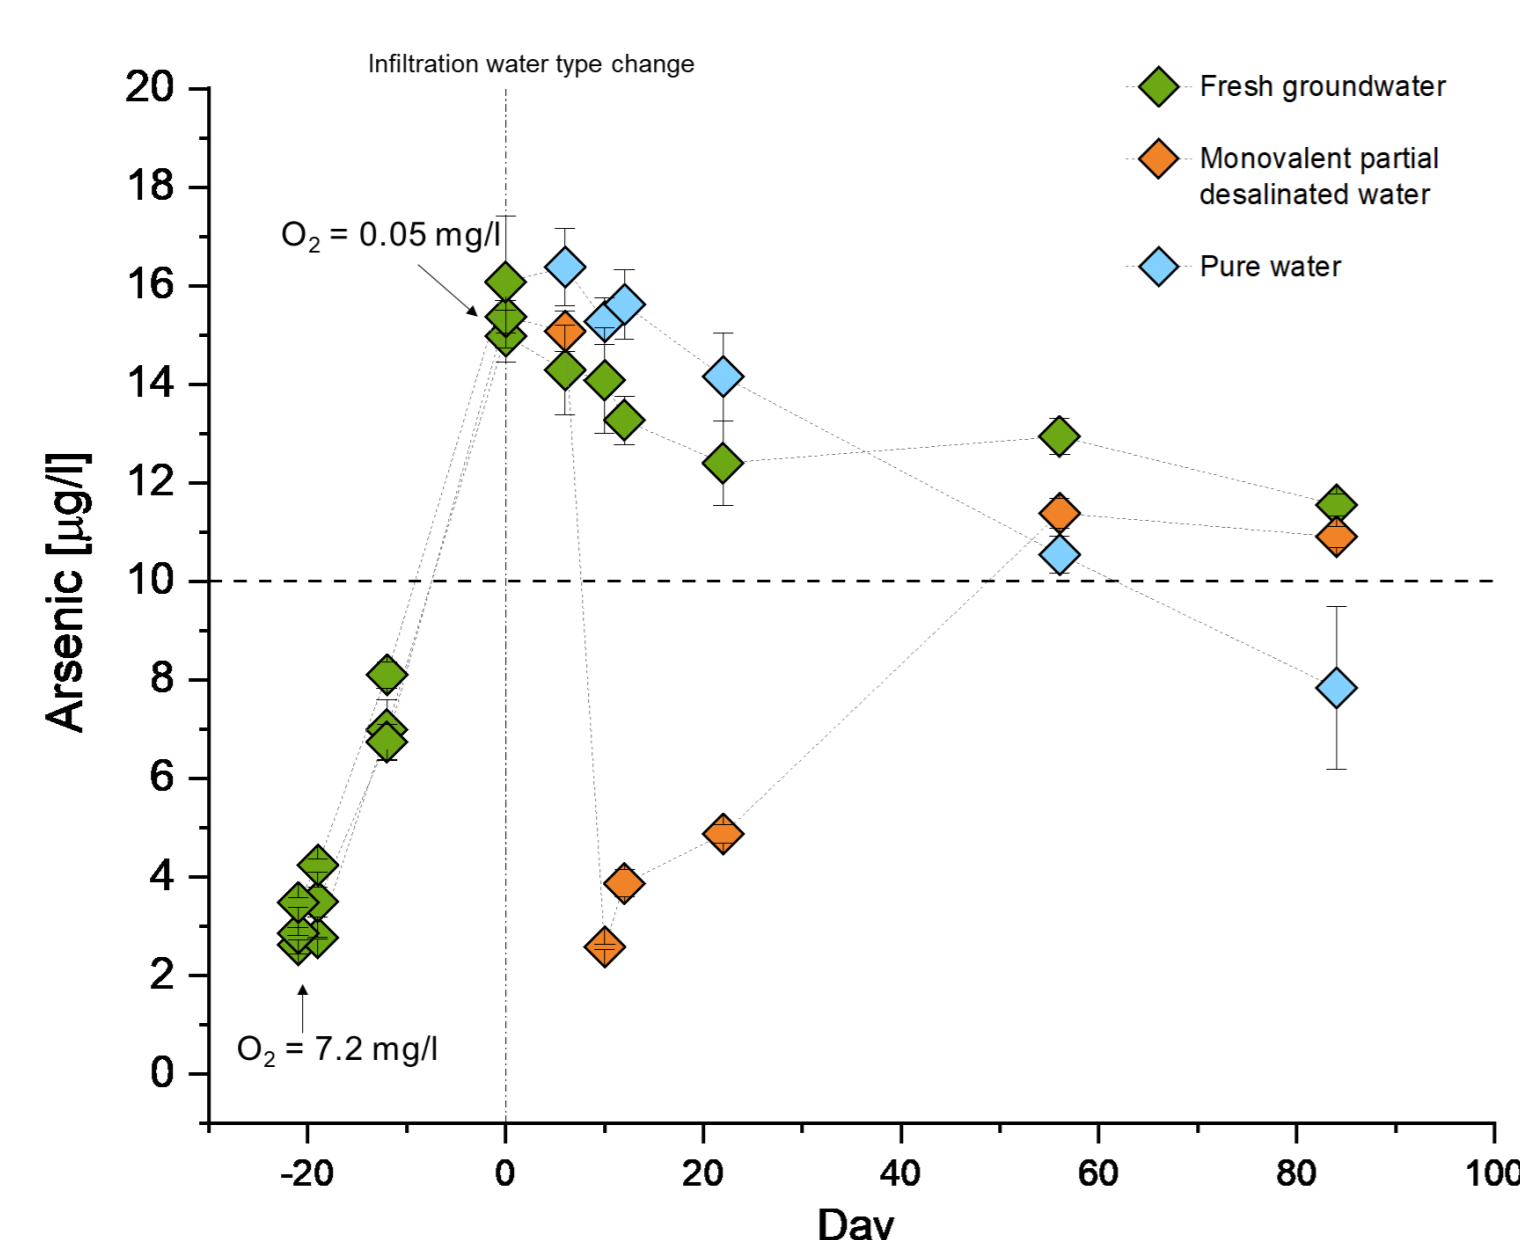 Infiltration water type change
Fresh groundwater
Monovalent partial
desalinated water
Pure water
O₂ = 0.05 mg/l
O₂ = 7.2 mg/l
Arsenic [µg/l]
20
18
16
14
12
10
8
6
4
2
0
-20
0
20
40
60
80
100
Day